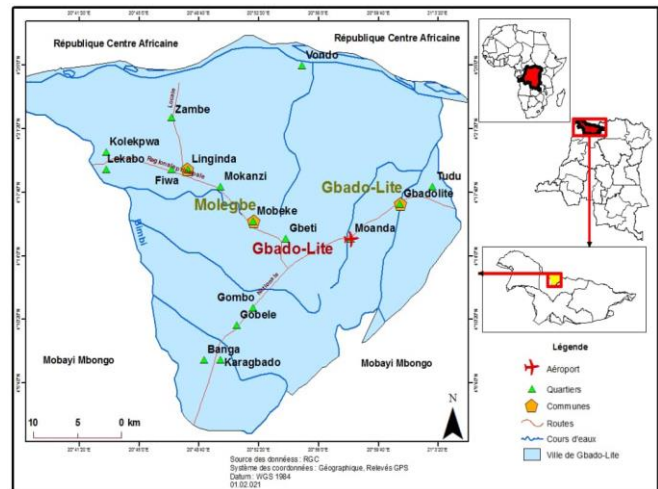 République Centre Africaine
République Centre Africaine
Vondo
Zambe
Kolekpwa
Lekabo
Linginda
Fiwa
Mokanzi
Molegbe
Mobeke
Gbado-Lite
Gbadolite
Tudu
Gbeti
Moanda
Gbado-Lite
Bimbi
Gombo
Gobele
Banga
Karagbado
Mobayi Mbongo
Mobayi Mbongo
10 5 0 km
N
Source des donnéess : RGC
Système des coordonnées : Géographique, Relevés GPS
Datum : WGS 1984
01.02.021
Légende
Aéroport
Quartiers
Communes
Routes
Cours d'eaux
Ville de Gbado-Lite